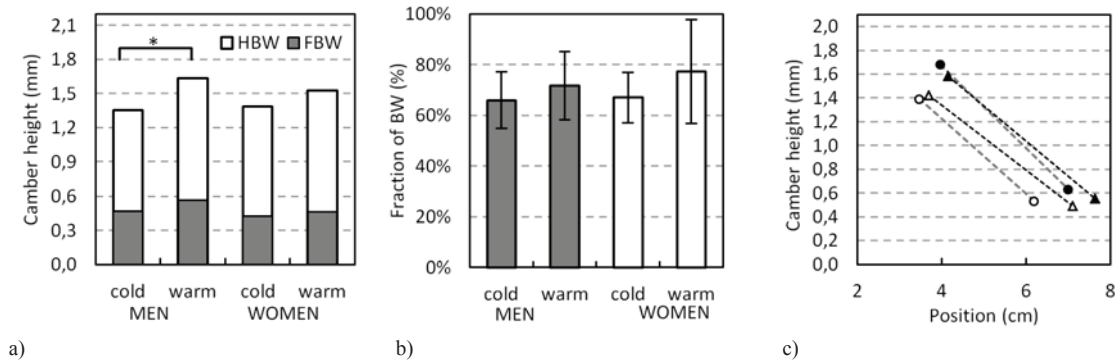 Camber height (mm)
2,1
1,8
1,5
1,2
0,9
0,6
0,3
0,0
*
HBW
FBW
cold warm cold warm
MEN WOMEN
a)
Fraction of BW (%)
100%
80%
60%
40%
20%
0%
cold warm cold warm
MEN WOMEN
b)
Camber height (mm)
2,0
1,8
1,6
1,4
1,2
1,0
0,8
0,6
0,4
0,2
0,0
2 4 6 8
Position (cm)
c)